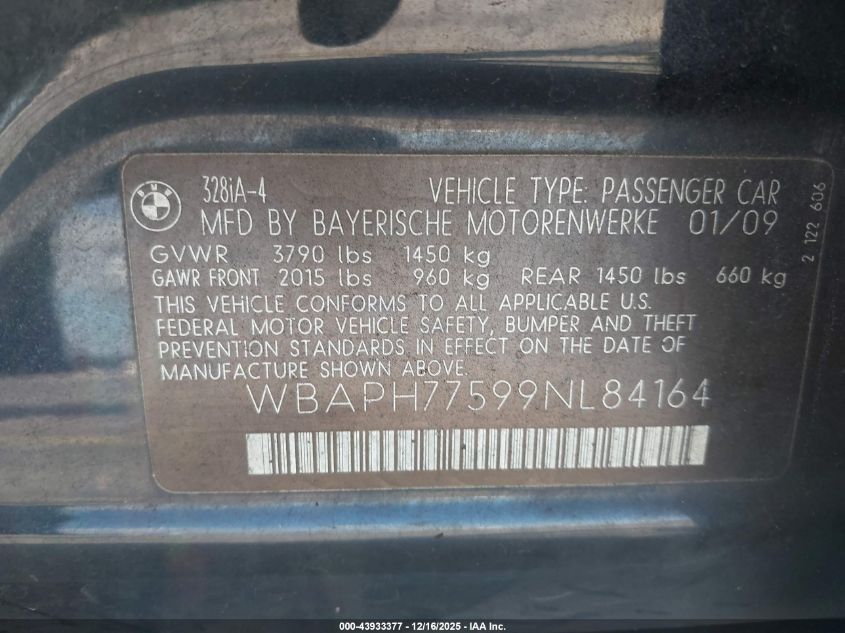 BMW
328iA-4 VEHICLE TYPE: PASSENGER CAR
MFD BY BAYERISCHE MOTORENWERKE 01/09
GVWR 3790 lbs 1450 kg
GAWR FRONT 2015 lbs 960 kg REAR 1450 lbs 660 kg
THIS VEHICLE CONFORMS TO ALL APPLICABLE U.S.
FEDERAL MOTOR VEHICLE SAFETY, BUMPER AND THEFT
PREVENTION STANDARDS IN EFFECT ON THE DATE OF
MANUFACTURE SHOWN ABOVE.
WBAPH77599NL84164
2 122 606
000-43933377 - 12/16/2025 - IAA Inc.